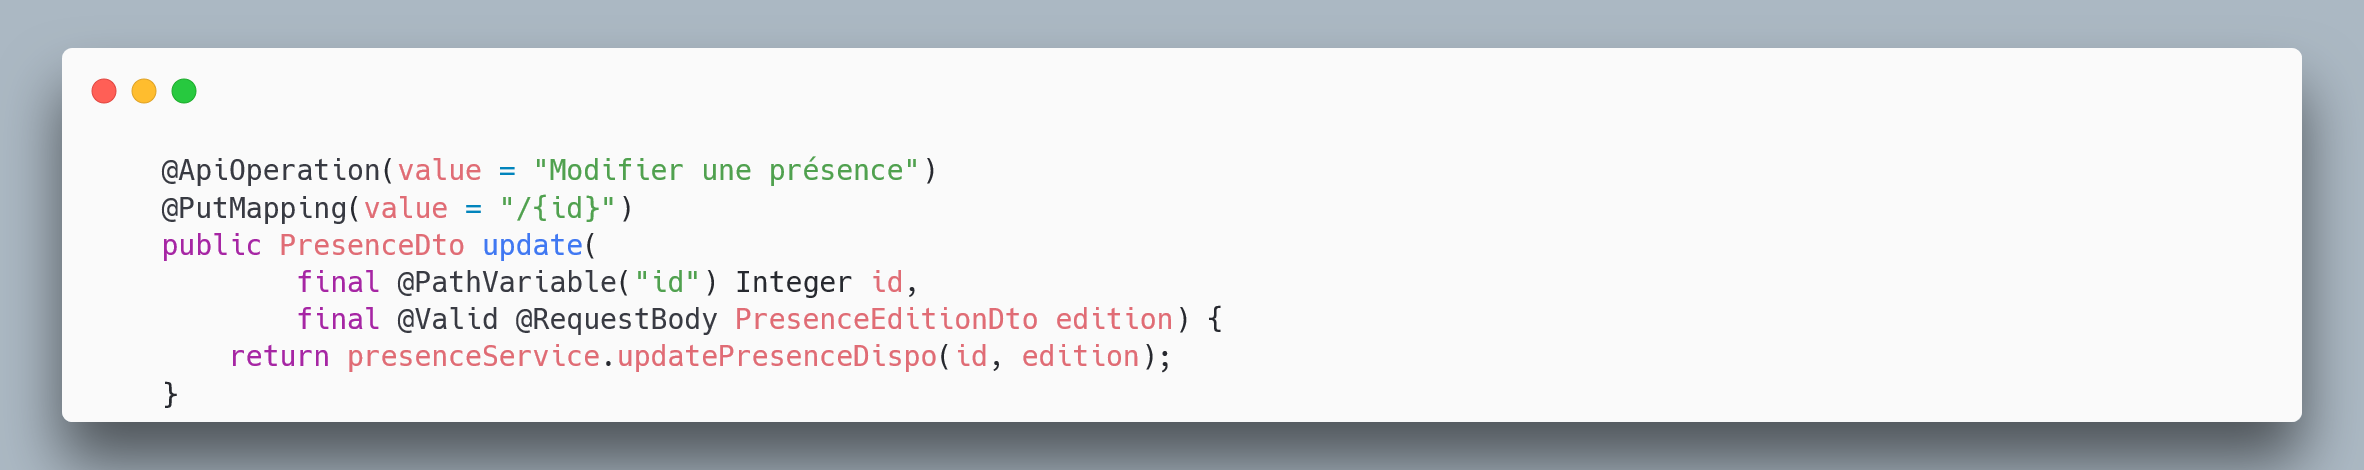 @ApiOperation(value = "Modifier une présence")
@PutMapping(value = "/{id}")
public PresenceDto update(
        final @PathVariable("id") Integer id,
        final @Valid @RequestBody PresenceEditionDto edition) {
    return presenceService.updatePresenceDispo(id, edition);
}